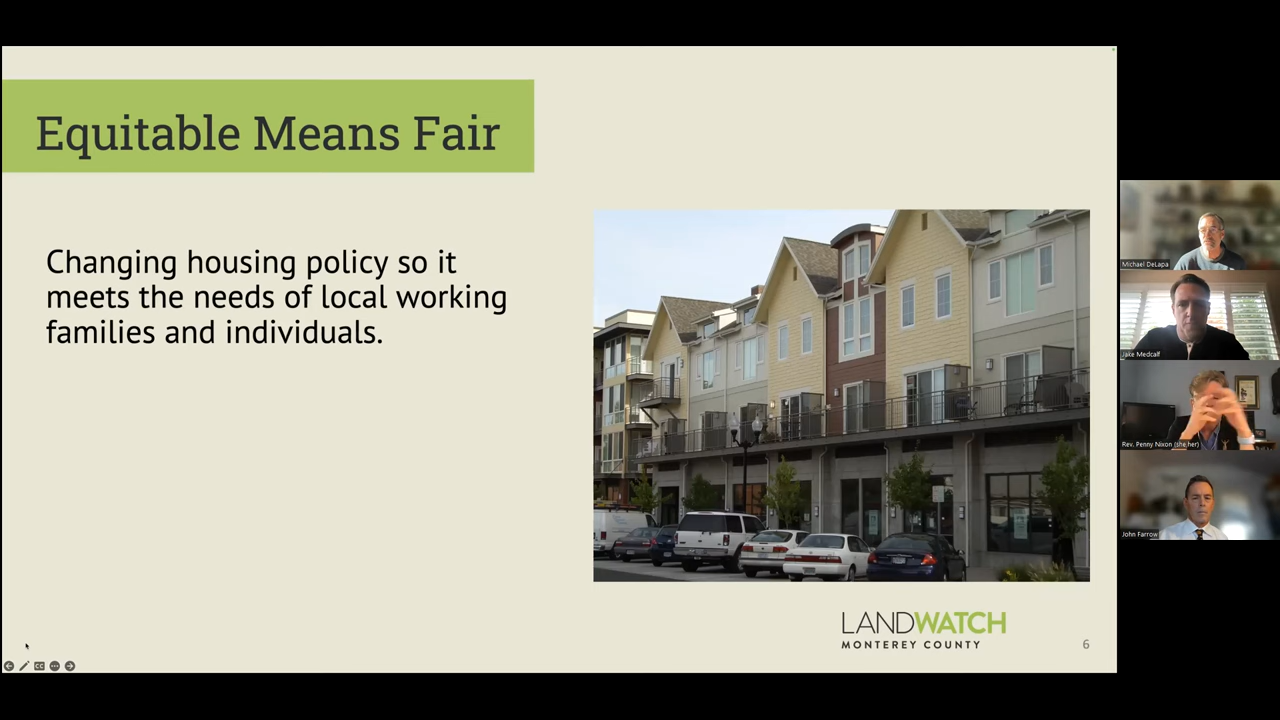 Equitable Means Fair
Changing housing policy so it
meets the needs of local working
families and individuals.
LANDWATCH
MONTEREY COUNTY
6
Michael DeLapa
Jake Medcalf
Rev. Penny Nixon (she her)
John Farrow
CC